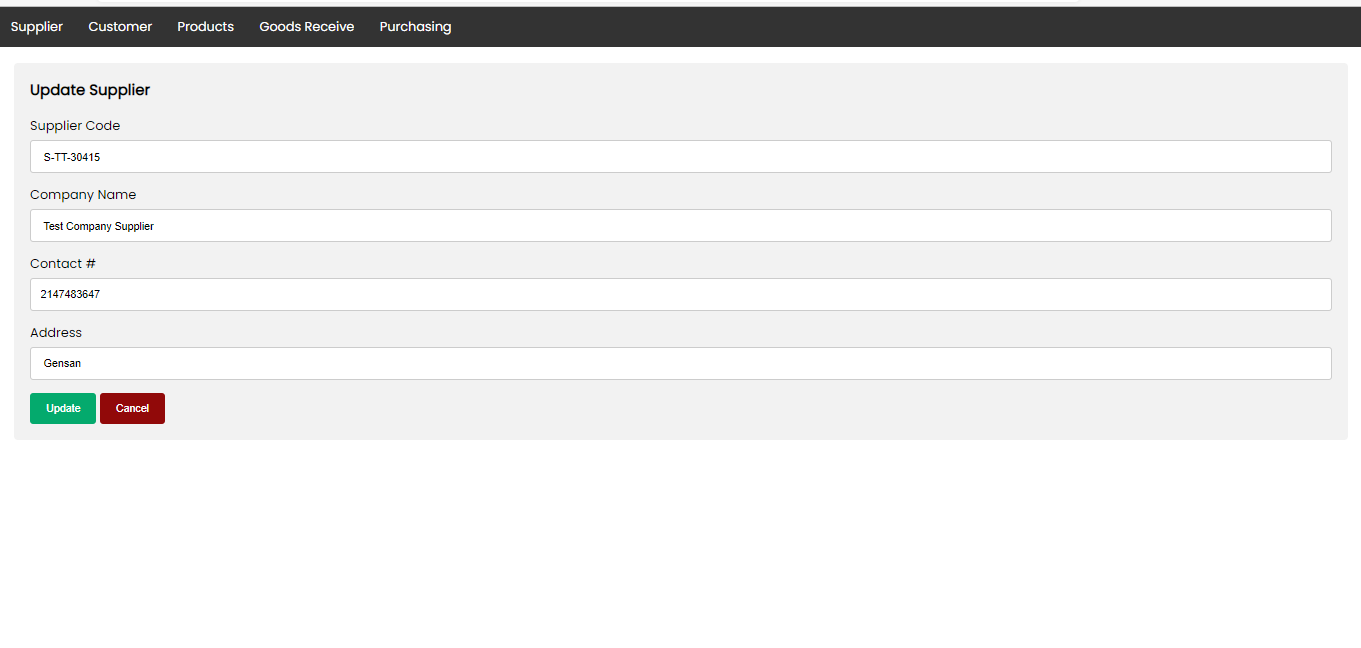 Supplier Customer Products Goods Receive Purchasing
Update Supplier
Supplier Code
S-TT-30415
Company Name
Test Company Supplier
Contact #
2147483647
Address
Gensan
Update Cancel